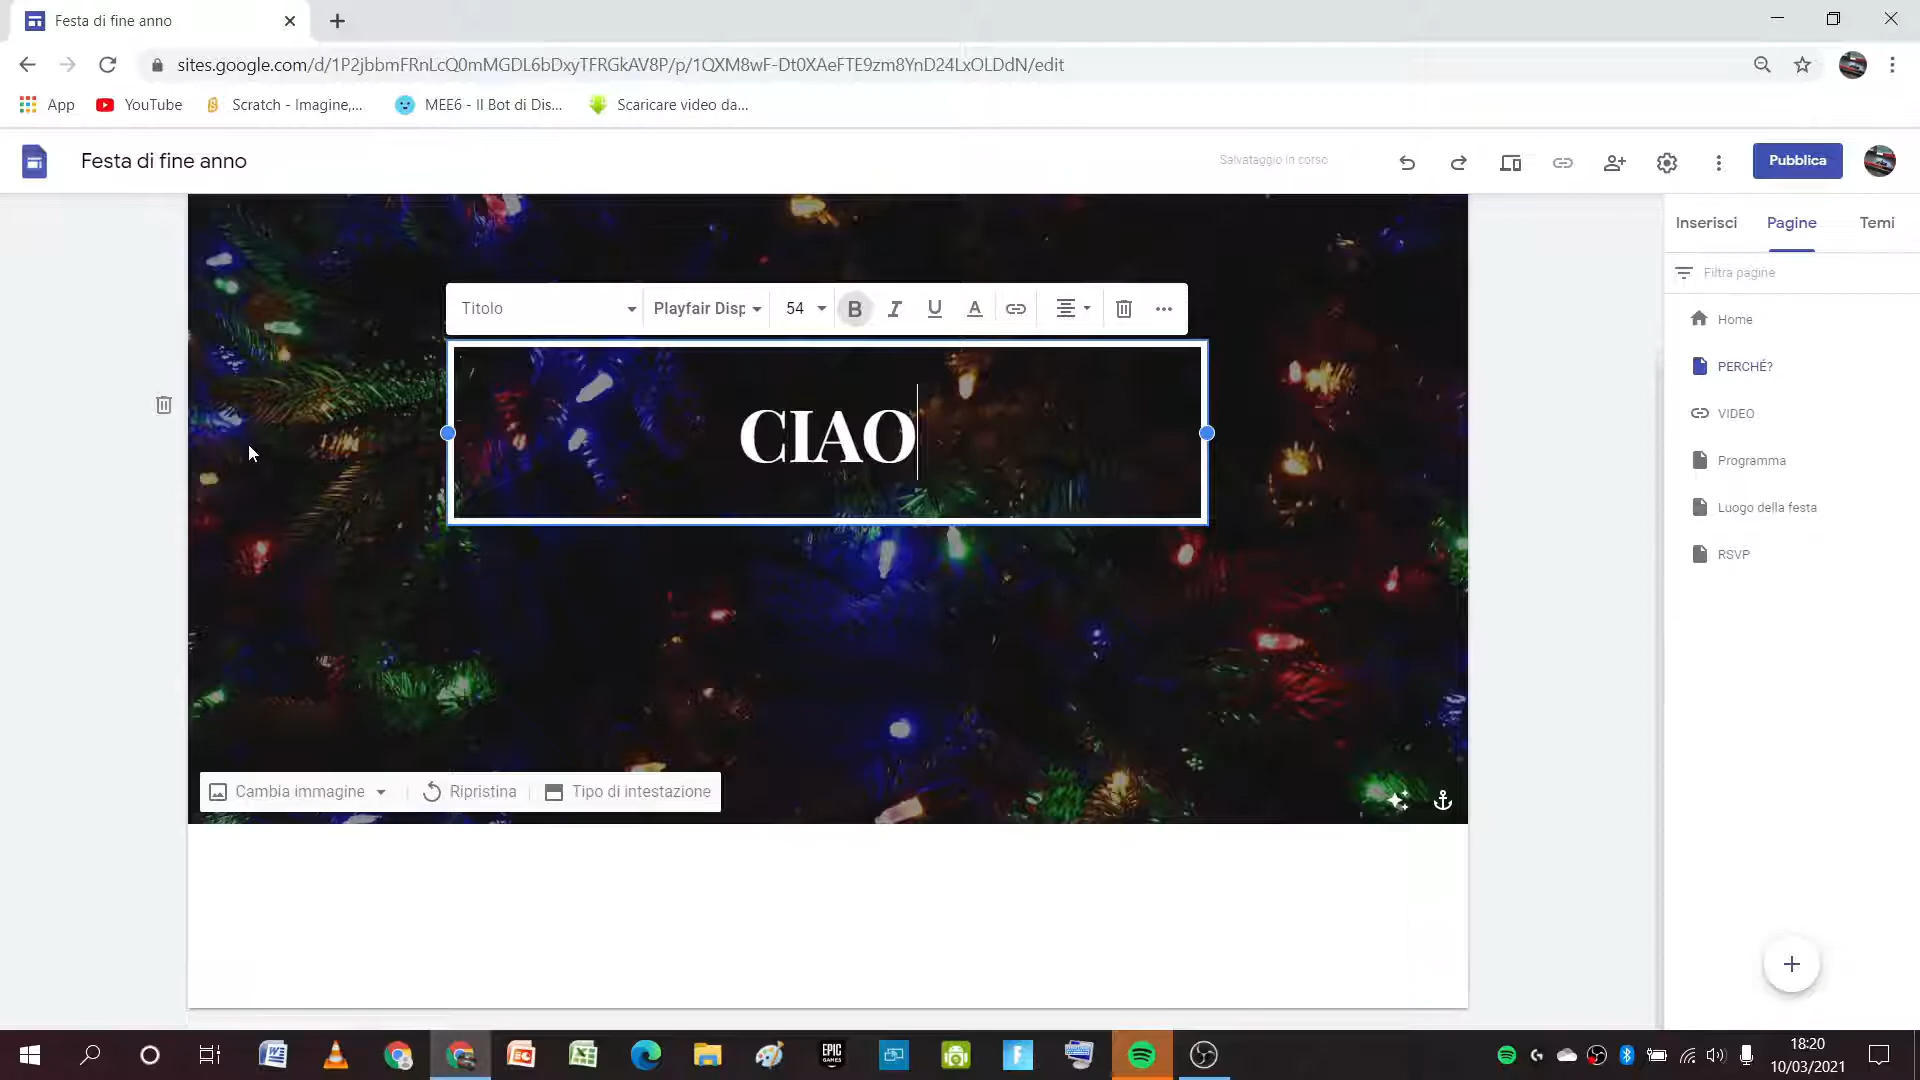 Festa di fine anno
sites.google.com/d/1P2jbbmFRnLcQ0mMGDL6bDxyTFRGkAV8P/p/1QXM8wF-Dt0XAeFTE9zm8YnD24LxOLDdN/edit
App YouTube Scratch - Imagine,... MEE6 - Il Bot di Dis... Scaricare video da...
Festa di fine anno Salvataggio in corso Pubblica
Inserisci Pagine Temi
Filtra pagine
Titolo Playfair Disp 54 B I U A
Home
PERCHÉ?
CIAO
VIDEO
Programma
Luogo della festa
RSVP
Cambia immagine Ripristina Tipo di intestazione
EPIC GAMES
18:20
10/03/2021